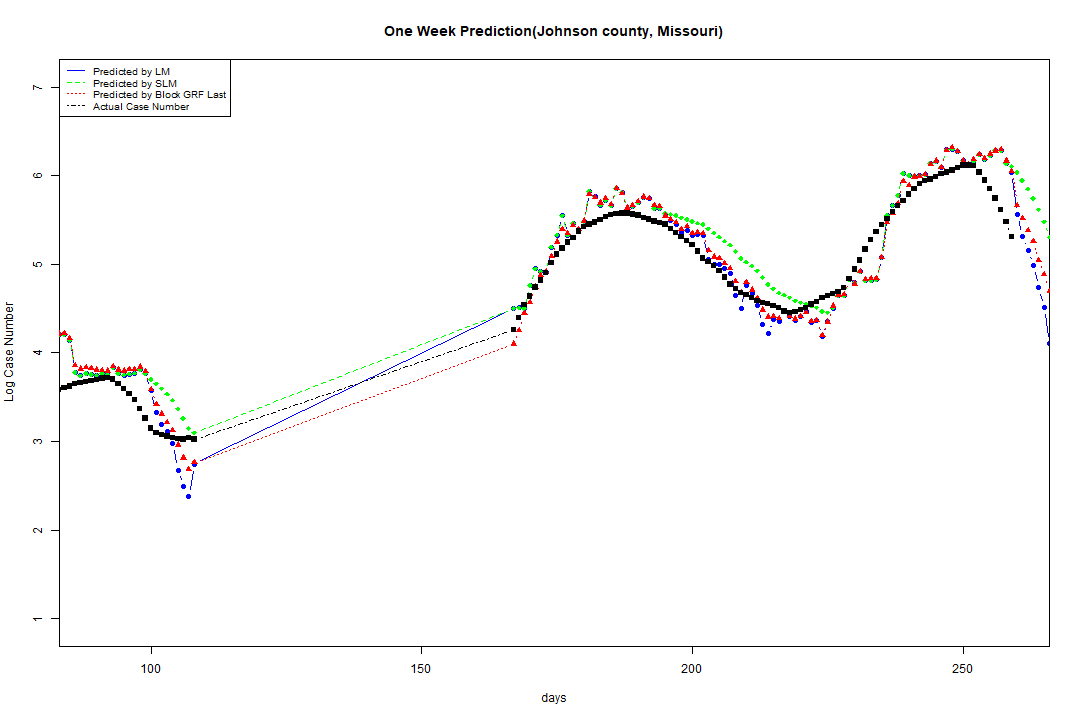 One Week Prediction(Johnson county, Missouri)
Predicted by LM
Predicted by SLM
Predicted by Block GRF Last
Actual Case Number
7
6
5
4
3
2
1
Log Case Number
100
150
200
250
days